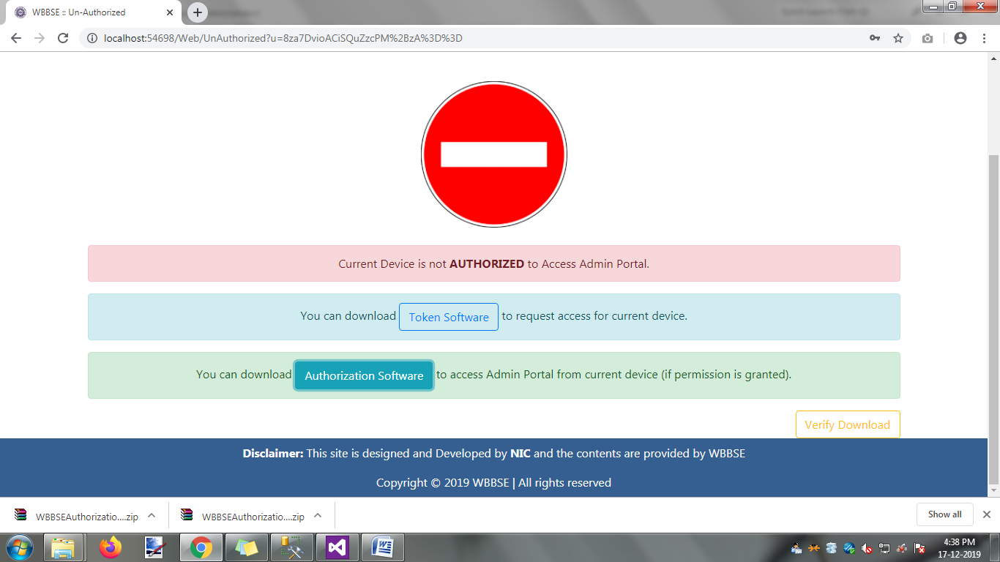 WBBSE :: Un-Authorized
localhost:54698/Web/UnAuthorized?u=8za7DvioACiSQuZzcPM%2BzA%3D%3D
Current Device is not AUTHORIZED to Access Admin Portal.
You can download Token Software to request access for current device.
You can download Authorization Software to access Admin Portal from current device (if permission is granted).
Verify Download
Disclaimer: This site is designed and Developed by NIC and the contents are provided by WBBSE
Copyright © 2019 WBBSE | All rights reserved
WBBSEAuthorizatio....zip WBBSEAuthorizatio....zip Show all
4:38 PM
17-12-2019